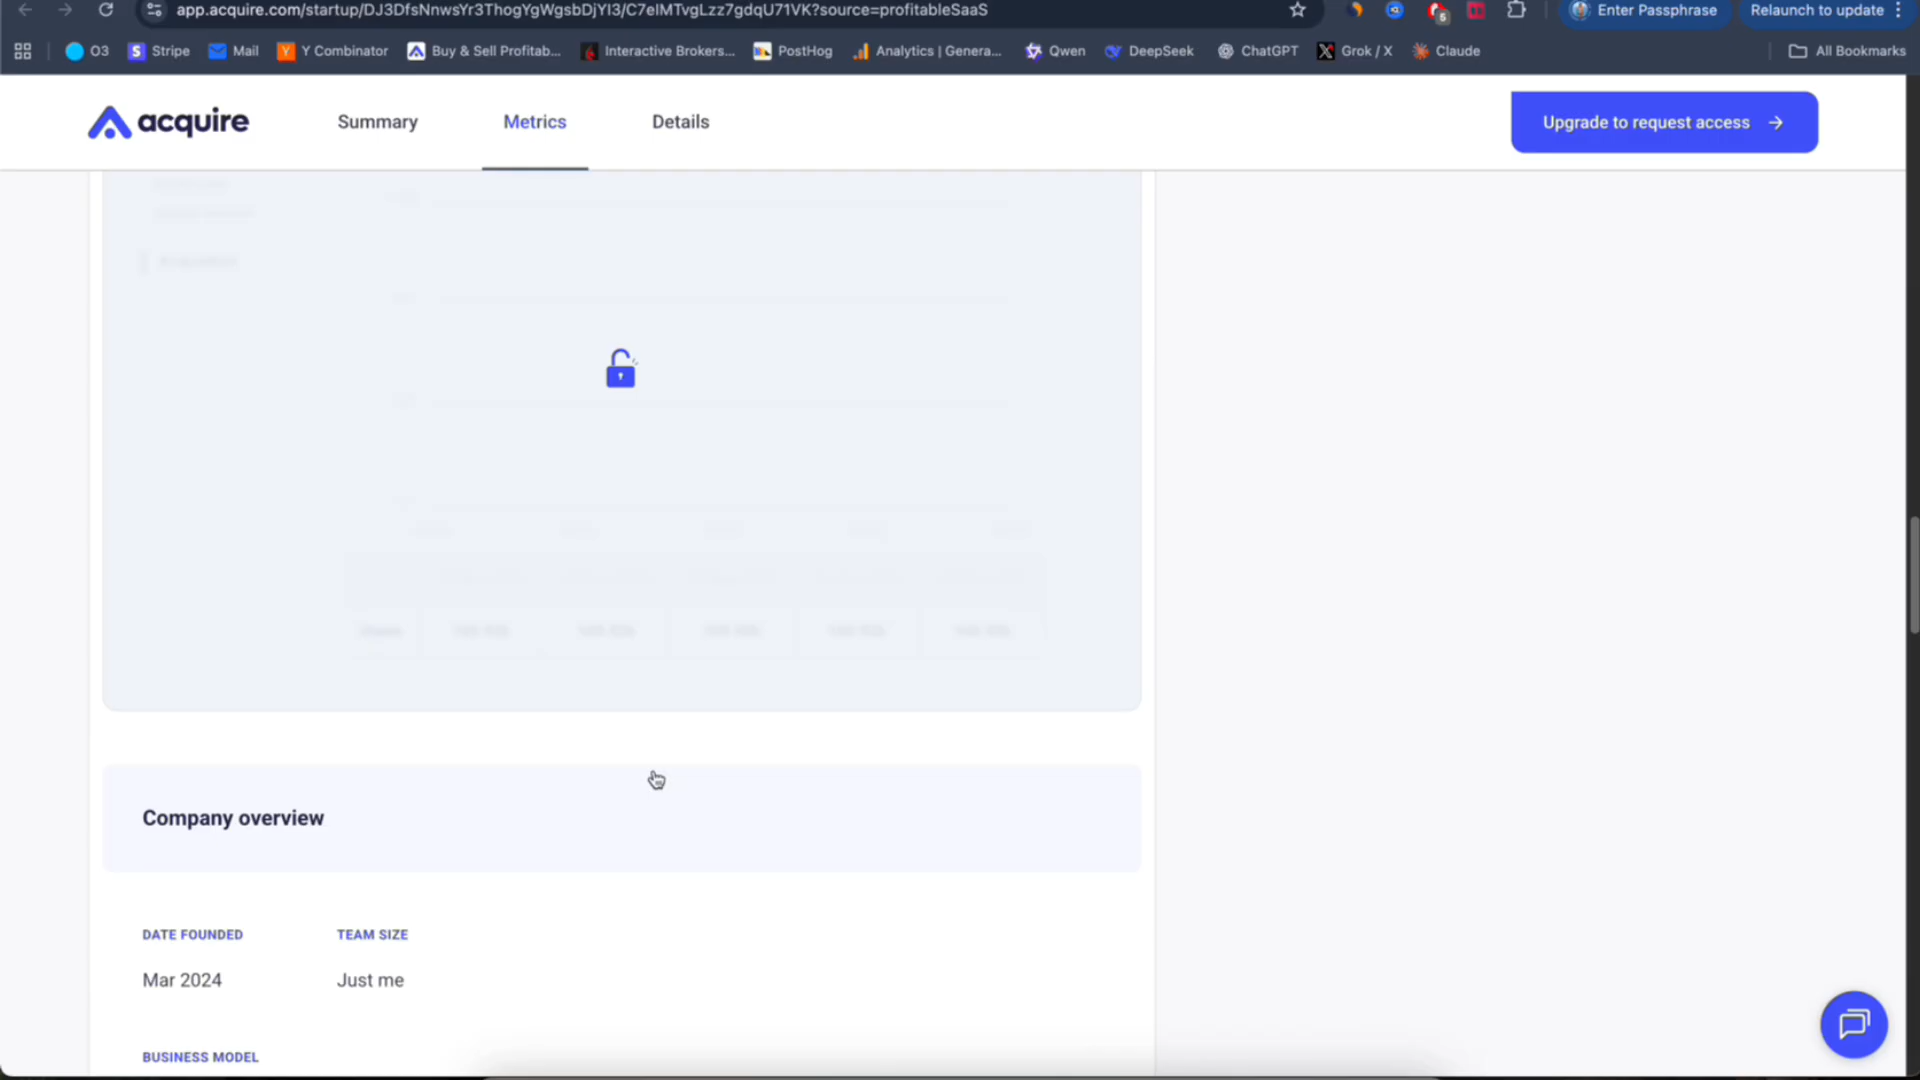 app.acquire.com/startup/DJ3DfsNnwsYr3ThogYgWgsbDjYI3/C7elMTvgLzz7gdqU71VK?source=profitableSaaS
5
Enter Passphrase
Relaunch to update
O3
Stripe
Mail
Y Combinator
Buy & Sell Profitab...
Interactive Brokers...
PostHog
Analytics | Genera...
Qwen
DeepSeek
ChatGPT
Grok / X
Claude
All Bookmarks
acquire
Summary
Metrics
Details
Upgrade to request access
Company overview
DATE FOUNDED
TEAM SIZE
Mar 2024
Just me
BUSINESS MODEL